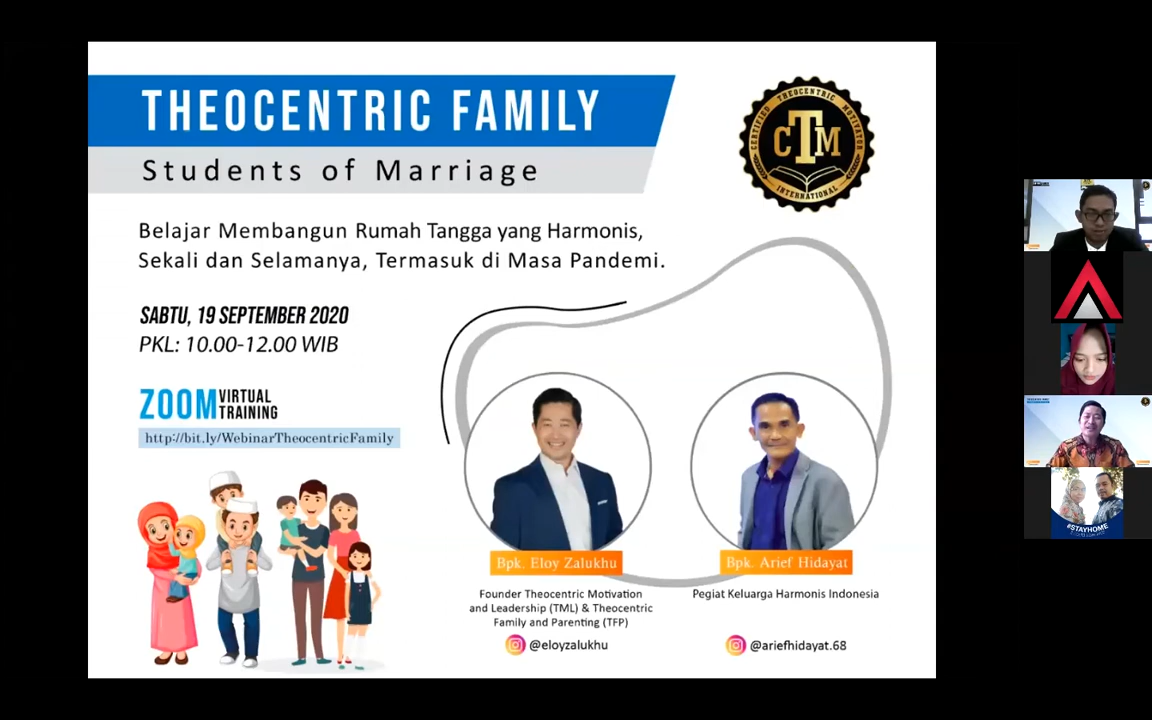 THEOCENTRIC FAMILY
Students of Marriage
CERTIFIED THEOCENTRIC MOTIVATOR
CTM
INTERNATIONAL
Belajar Membangun Rumah Tangga yang Harmonis,
Sekali dan Selamanya, Termasuk di Masa Pandemi.
SABTU, 19 SEPTEMBER 2020
PKL: 10.00-12.00 WIB
ZOOM VIRTUAL
TRAINING
http://bit.ly/WebinarTheocentricFamily
Bpk. Eloy Zalukhu
Founder Theocentric Motivation
and Leadership (TML) & Theocentric
Family and Parenting (TFP)
@eloyzalukhu
Bpk. Arief Hidayat
Pegiat Keluarga Harmonis Indonesia
@ariefhidayat.68
#STAYHOME